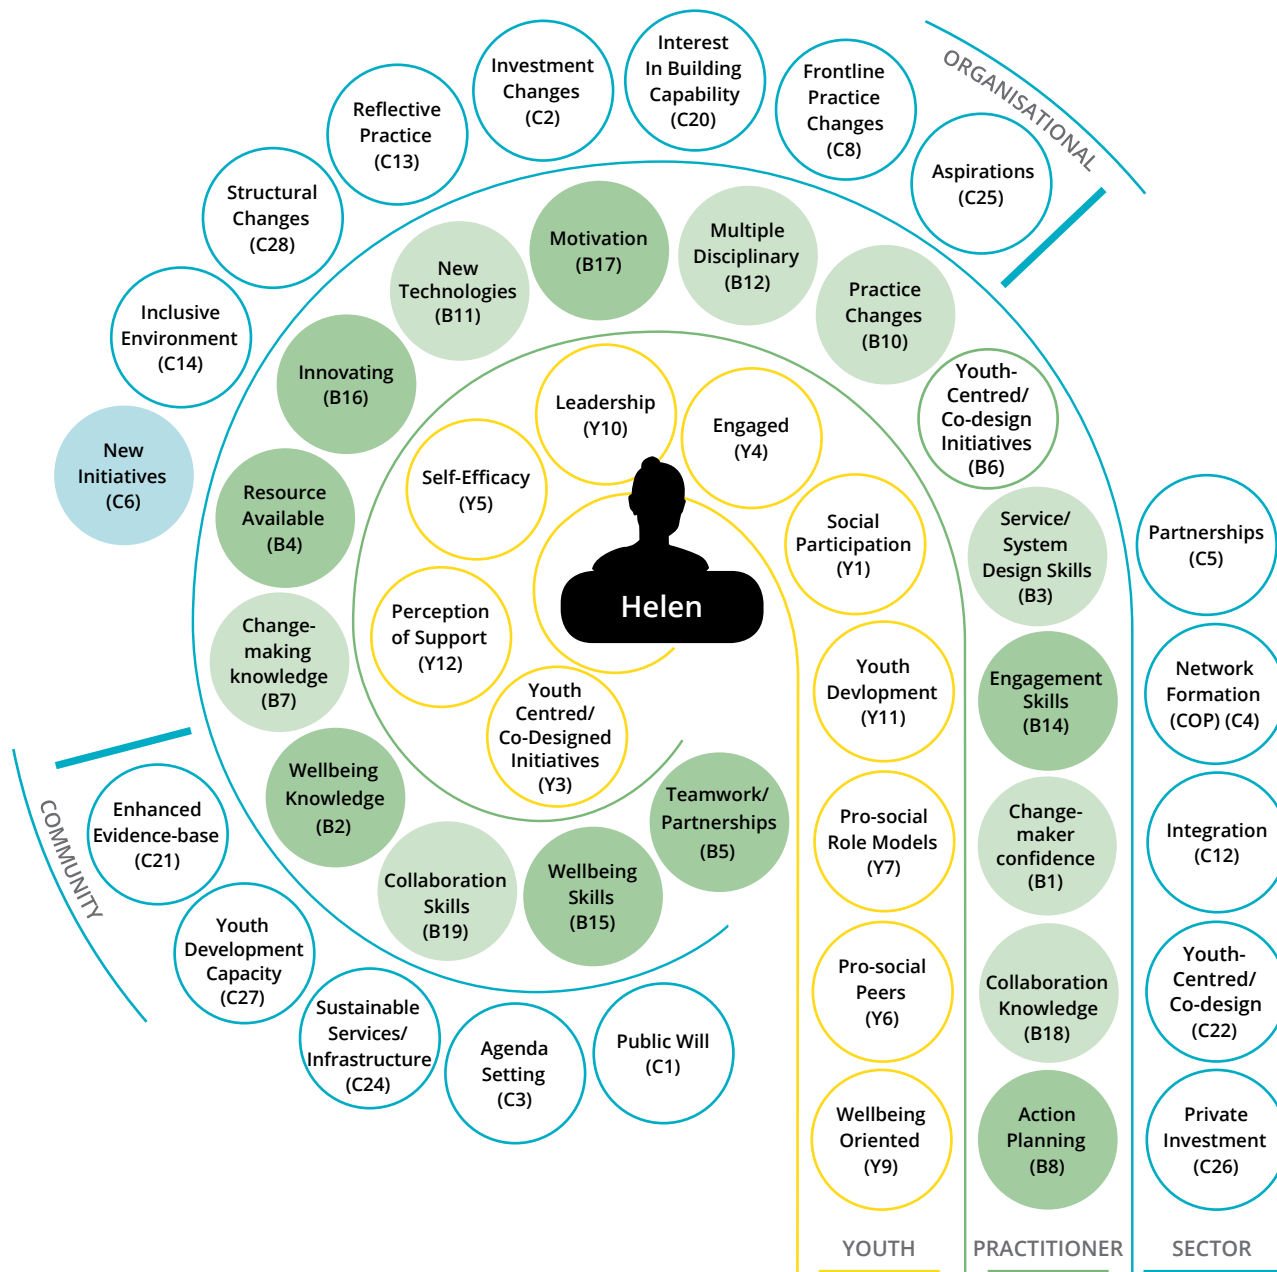 Interest
In Building
Capability
(C20)
Investment
Changes
(C2)
Frontline
Practice
Changes
(C8)
ORGANISATIONAL
Reflective
Practice
(C13)
Aspirations
(C25)
Structural
Changes
(C28)
Inclusive
Environment
(C14)
New
Initiatives
(C6)
Motivation
(B17)
Multiple
Disciplinary
(B12)
New
Technologies
(B11)
Practice
Changes
(B10)
Innovating
(B16)
Youth-
Centred/
Co-design
Initiatives
(B6)
Resource
Available
(B4)
Service/
System
Design Skills
(B3)
Change-
making
knowledge
(B7)
Engagement
Skills
(B14)
Wellbeing
Knowledge
(B2)
Change-
maker
confidence
(B1)
Collaboration
Skills
(B19)
Wellbeing
Skills
(B15)
Teamwork/
Partnerships
(B5)
Collaboration
Knowledge
(B18)
Action
Planning
(B8)
Leadership
(Y10)
Engaged
(Y4)
Self-Efficacy
(Y5)
Social
Participation
(Y1)
Perception
of Support
(Y12)
Youth
Centred/
Co-Designed
Initiatives
(Y3)
Helen
Youth
Devlopment
(Y11)
Pro-social
Role Models
(Y7)
Pro-social
Peers
(Y6)
Wellbeing
Oriented
(Y9)
Partnerships
(C5)
Network
Formation
(COP) (C4)
Integration
(C12)
Youth-
Centred/
Co-design
(C22)
Private
Investment
(C26)
COMMUNITY
Enhanced
Evidence-base
(C21)
Youth
Development
Capacity
(C27)
Sustainable
Services/
Infrastructure
(C24)
Agenda
Setting
(C3)
Public Will
(C1)
YOUTH
PRACTITIONER
SECTOR